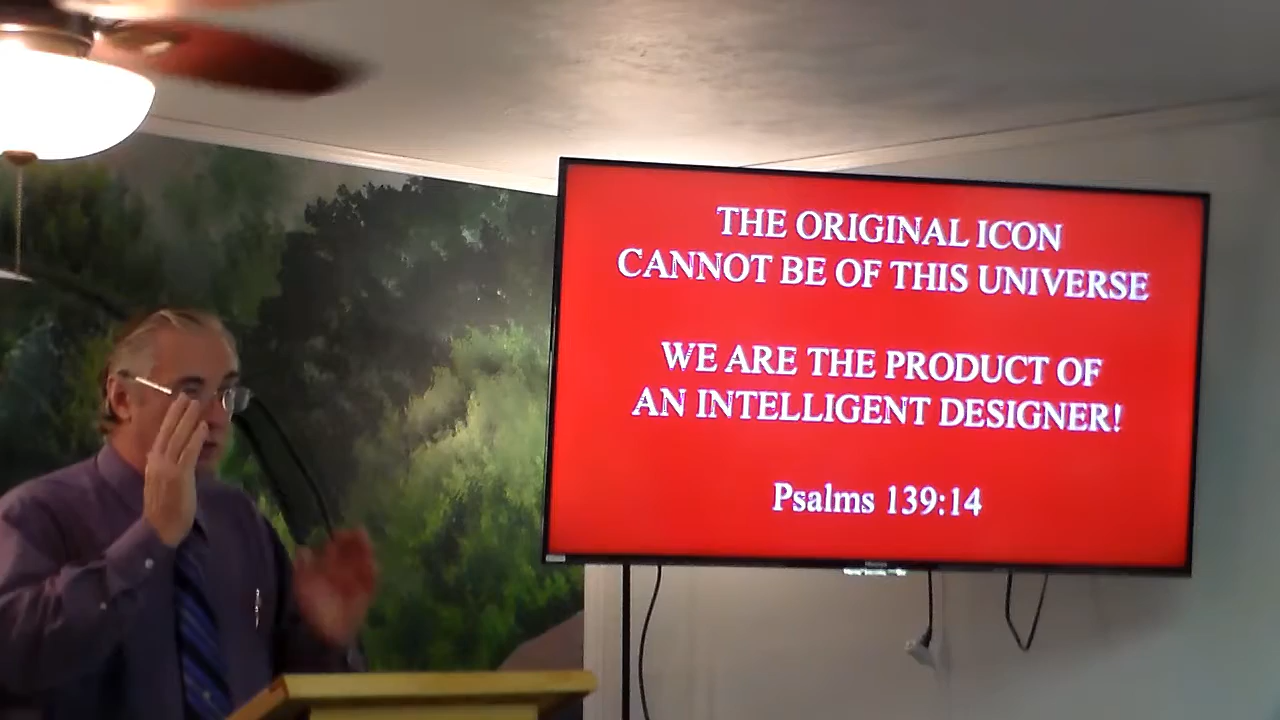 THE ORIGINAL ICON
CANNOT BE OF THIS UNIVERSE
WE ARE THE PRODUCT OF
AN INTELLIGENT DESIGNER!
Psalms 139:14